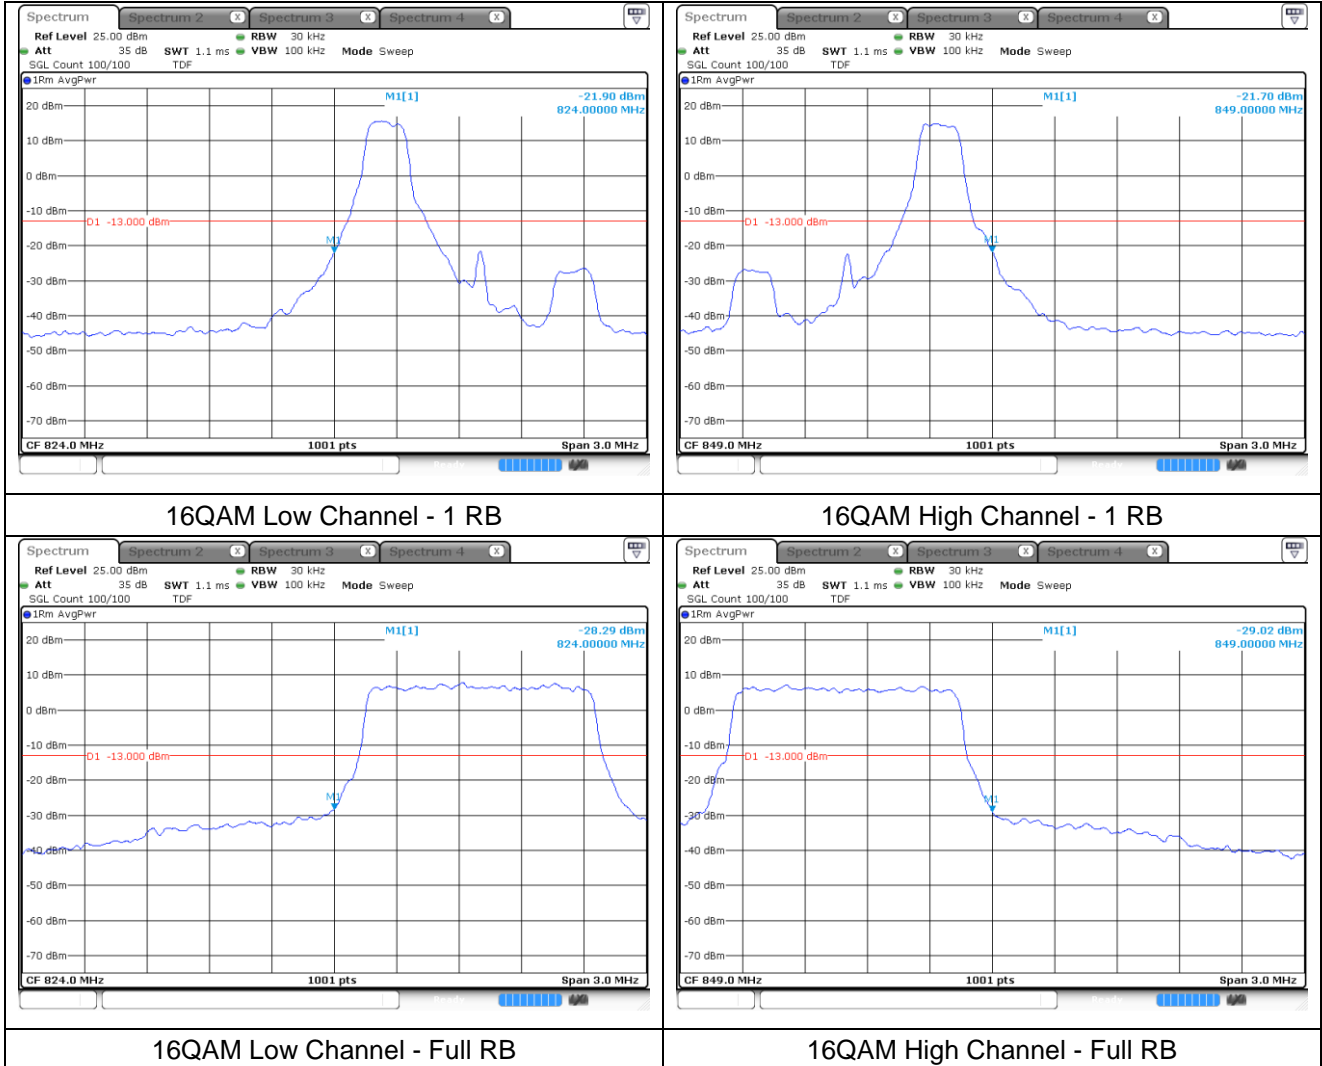 Spectrum Spectrum 2 X Spectrum 3 X Spectrum 4 X
Ref Level 25.00 dBm RBW 30 kHz
Att 35 dB SWT 1.1 ms VBW 100 kHz Mode Sweep
SGL Count 100/100 TDF
1Rm AvgPwr
M1[1] -21.90 dBm
824.00000 MHz
20 dBm
10 dBm
0 dBm
-10 dBm
D1 -13.000 dBm
M1
-20 dBm
-30 dBm
-40 dBm
-50 dBm
-60 dBm
-70 dBm
CF 824.0 MHz 1001 pts Span 3.0 MHz
Ready
16QAM Low Channel - 1 RB
Spectrum Spectrum 2 X Spectrum 3 X Spectrum 4 X
Ref Level 25.00 dBm RBW 30 kHz
Att 35 dB SWT 1.1 ms VBW 100 kHz Mode Sweep
SGL Count 100/100 TDF
1Rm AvgPwr
M1[1] -21.70 dBm
849.00000 MHz
20 dBm
10 dBm
0 dBm
-10 dBm
D1 -13.000 dBm
M1
-20 dBm
-30 dBm
-40 dBm
-50 dBm
-60 dBm
-70 dBm
CF 849.0 MHz 1001 pts Span 3.0 MHz
Ready
16QAM High Channel - 1 RB
Spectrum Spectrum 2 X Spectrum 3 X Spectrum 4 X
Ref Level 25.00 dBm RBW 30 kHz
Att 35 dB SWT 1.1 ms VBW 100 kHz Mode Sweep
SGL Count 100/100 TDF
1Rm AvgPwr
M1[1] -28.29 dBm
824.00000 MHz
20 dBm
10 dBm
0 dBm
-10 dBm
D1 -13.000 dBm
-20 dBm
M1
-30 dBm
-40 dBm
-50 dBm
-60 dBm
-70 dBm
CF 824.0 MHz 1001 pts Span 3.0 MHz
Ready
16QAM Low Channel - Full RB
Spectrum Spectrum 2 X Spectrum 3 X Spectrum 4 X
Ref Level 25.00 dBm RBW 30 kHz
Att 35 dB SWT 1.1 ms VBW 100 kHz Mode Sweep
SGL Count 100/100 TDF
1Rm AvgPwr
M1[1] -29.02 dBm
849.00000 MHz
20 dBm
10 dBm
0 dBm
-10 dBm
D1 -13.000 dBm
-20 dBm
M1
-30 dBm
-40 dBm
-50 dBm
-60 dBm
-70 dBm
CF 849.0 MHz 1001 pts Span 3.0 MHz
Ready
16QAM High Channel - Full RB